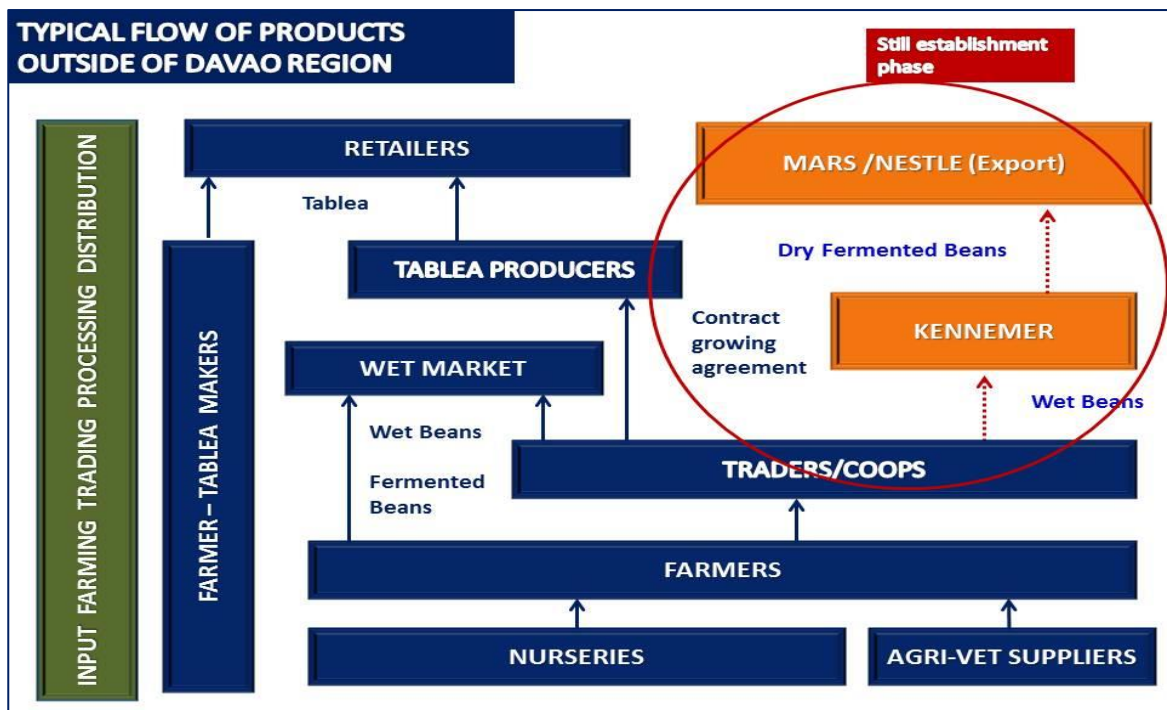 TYPICAL FLOW OF PRODUCTS
OUTSIDE OF DAVAO REGION
Still establishment
phase
INPUT FARMING TRADING PROCESSING DISTRIBUTION
FARMER – TABLEA MAKERS
RETAILERS
MARS /NESTLE (Export)
Tablea
Dry Fermented Beans
TABLEA PRODUCERS
Contract
growing
agreement
KENNEMER
WET MARKET
Wet Beans
Wet Beans
Fermented
Beans
TRADERS/COOPS
FARMERS
NURSERIES
AGRI-VET SUPPLIERS